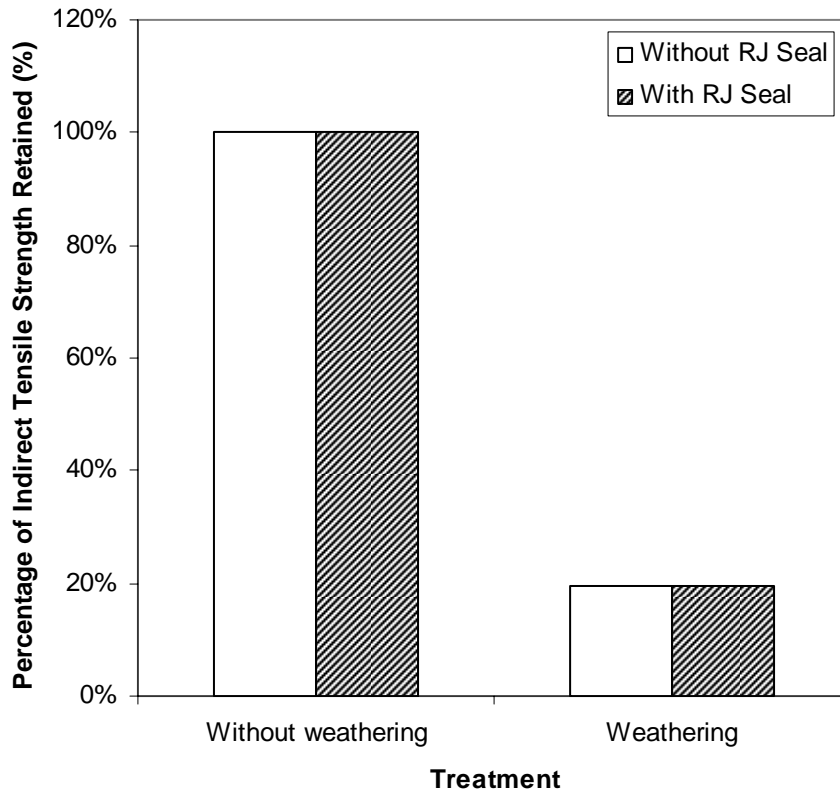 Percentage of Indirect Tensile Strength Retained (%)
120%
100%
80%
60%
40%
20%
0%
Without RJ Seal
With RJ Seal
Without weathering
Weathering
Treatment